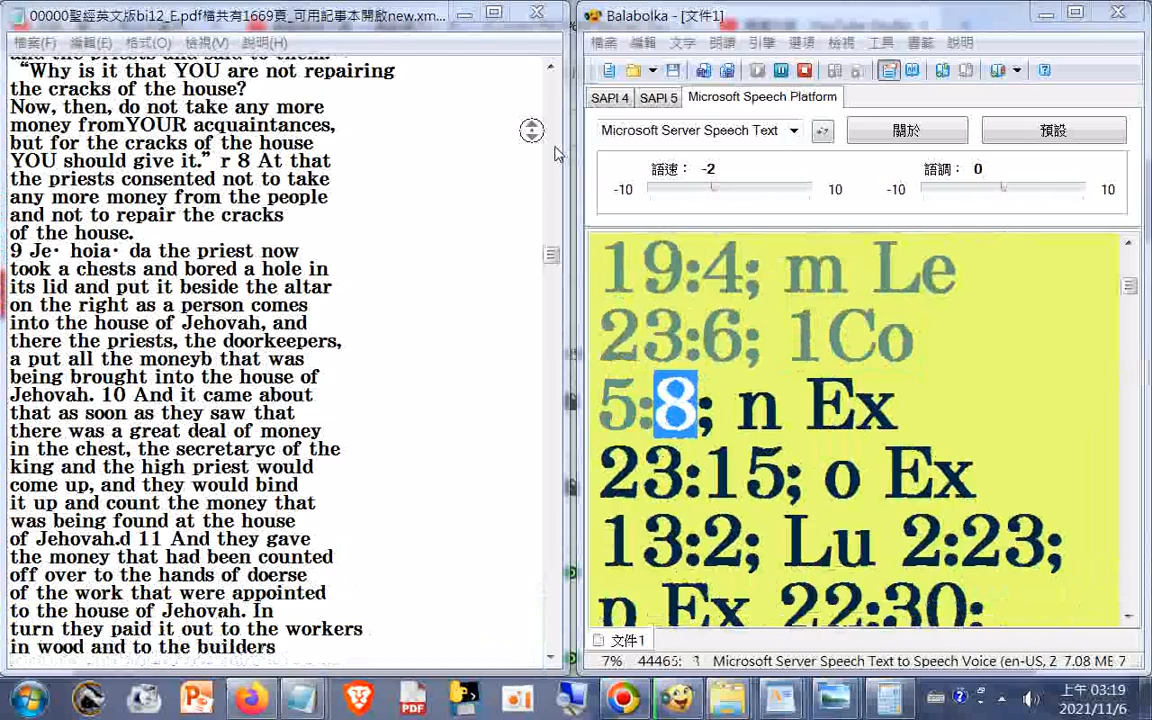 00000聖經英文版bi12_E.pdf檔共有1669頁_可用記事本開啟new.xm...
檔案(F) 編輯(E) 格式(O) 檢視(V) 說明(H)
and the priests and said to them:
“Why is it that YOU are not repairing
the cracks of the house?
Now, then, do not take any more
money fromYOUR acquaintances,
but for the cracks of the house
YOU should give it.” r 8 At that
the priests consented not to take
any more money from the people
and not to repair the cracks
of the house.
9 Je· hoia· da the priest now
took a chests and bored a hole in
its lid and put it beside the altar
on the right as a person comes
into the house of Jehovah, and
there the priests, the doorkeepers,
a put all the moneyb that was
being brought into the house of
Jehovah. 10 And it came about
that as soon as they saw that
there was a great deal of money
in the chest, the secretaryc of the
king and the high priest would
come up, and they would bind
it up and count the money that
was being found at the house
of Jehovah.d 11 And they gave
the money that had been counted
off over to the hands of doerse
of the work that were appointed
to the house of Jehovah. In
turn they paid it out to the workers
in wood and to the builders
Balabolka - [文件1]
檔案 編輯 文字 朗讀 引擎 選項 檢視 工具 書籤 說明
SAPI 4 SAPI 5 Microsoft Speech Platform
Microsoft Server Speech Text 關於 預設
語速： -2 語調： 0
-10 10 -10 10
19:4; m Le
23:6; 1Co
5:8; n Ex
23:15; o Ex
13:2; Lu 2:23;
p Ex 22:30;
文件1
7% 44465: 1 Microsoft Server Speech Text to Speech Voice (en-US, 2 7.08 ME 7
PDF
上午 03:19
2021/11/6